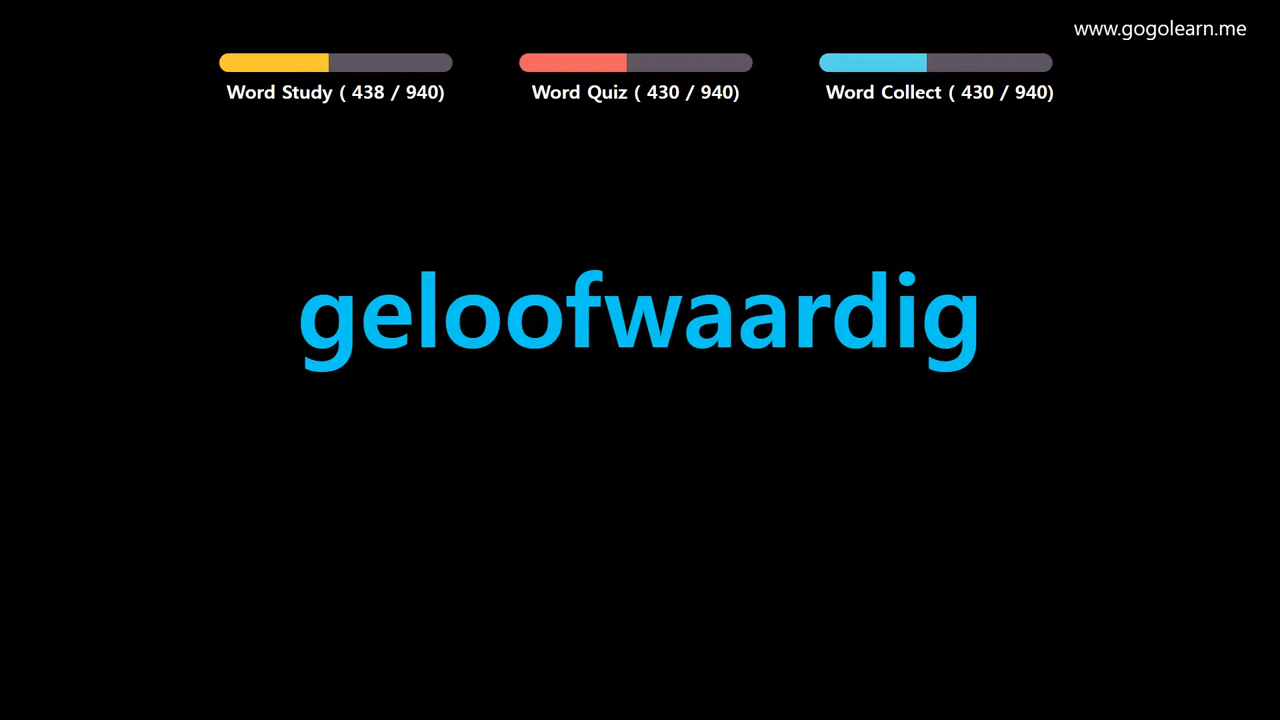 www.gogolearn.me
Word Study ( 438 / 940)
Word Quiz ( 430 / 940)
Word Collect ( 430 / 940)
geloofwaardig